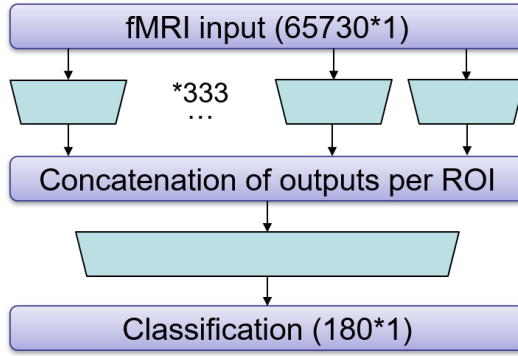 fMRI input (65730*1)
*333
...
Concatenation of outputs per ROI
Classification (180*1)